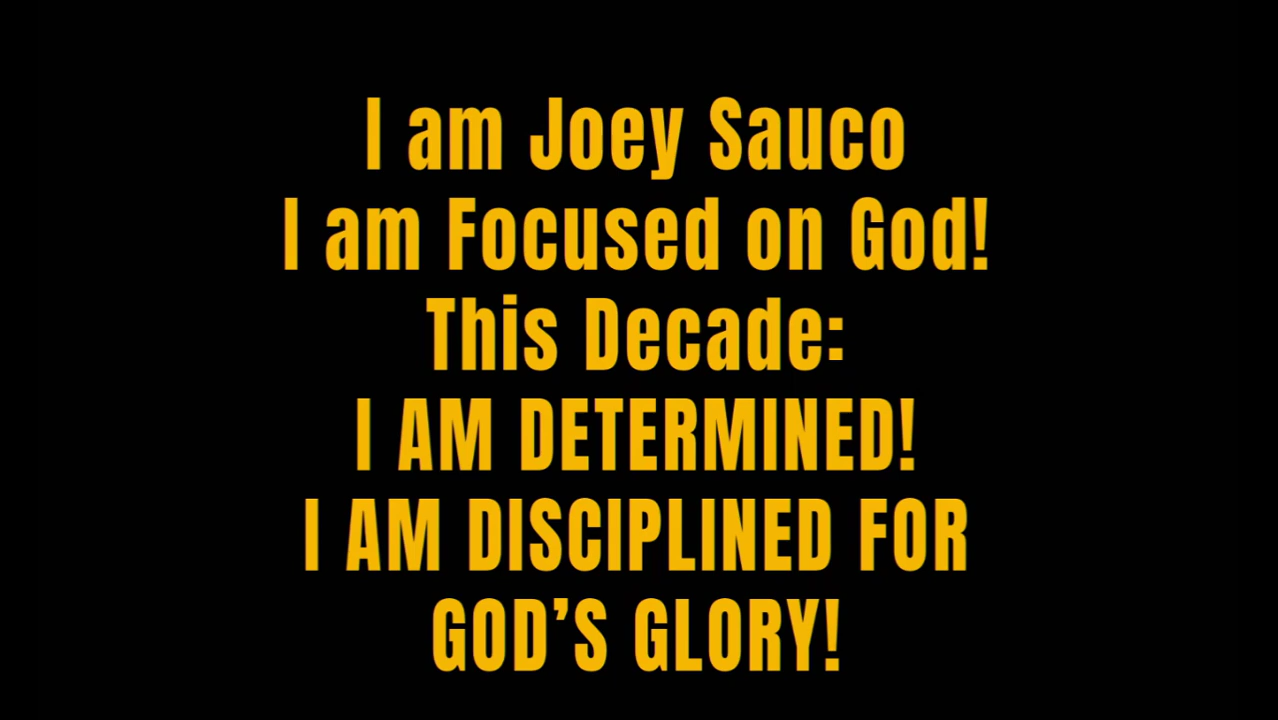 I am Joey Sauco
I am Focused on God!
This Decade:
I AM DETERMINED!
I AM DISCIPLINED FOR
GOD’S GLORY!